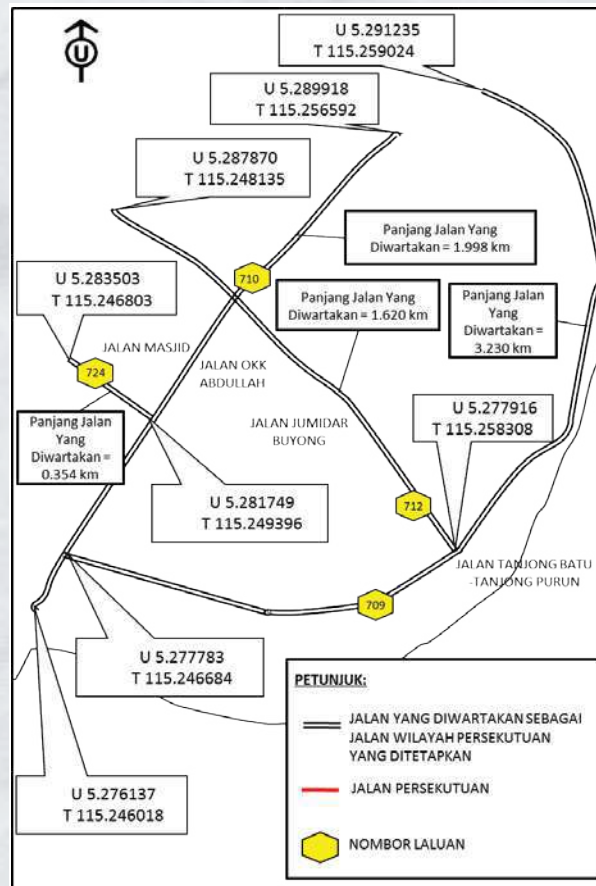 U
U 5.291235
T 115.259024
U 5.289918
T 115.256592
U 5.287870
T 115.248135
Panjang Jalan Yang
Diwartakan = 1.998 km
710
U 5.283503
T 115.246803
Panjang Jalan Yang
Diwartakan = 1.620 km
Panjang Jalan
Yang
Diwartakan =
3.230 km
JALAN MASJID
JALAN OKK
ABDULLAH
724
U 5.277916
T 115.258308
JALAN JUMIDAR
BUYONG
Panjang Jalan
Yang
Diwartakan =
0.354 km
U 5.281749
T 115.249396
712
JALAN TANJONG BATU
-TANJONG PURUN
709
U 5.277783
T 115.246684
U 5.276137
T 115.246018
PETUNJUK:
JALAN YANG DIWARTAKAN SEBAGAI
JALAN WILAYAH PERSEKUTUAN
YANG DITETAPKAN
JALAN PERSEKUTUAN
NOMBOR LALUAN